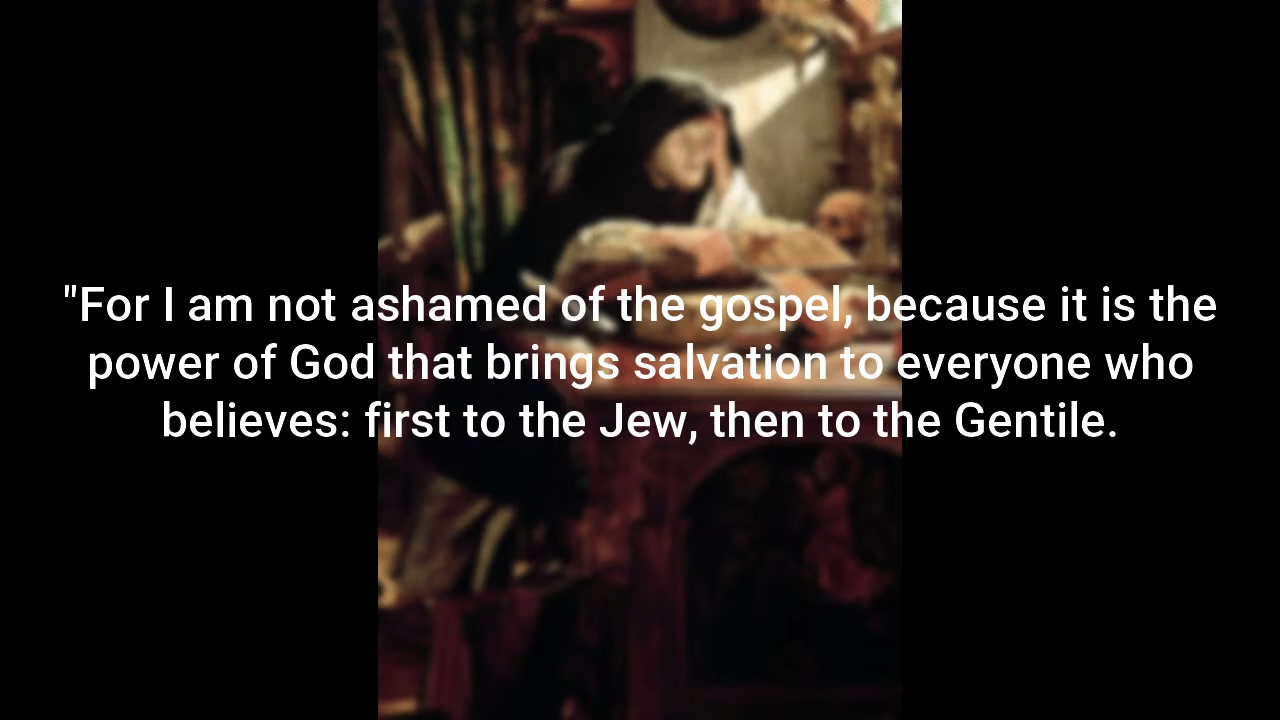 "For I am not ashamed of the gospel, because it is the
power of God that brings salvation to everyone who
believes: first to the Jew, then to the Gentile.